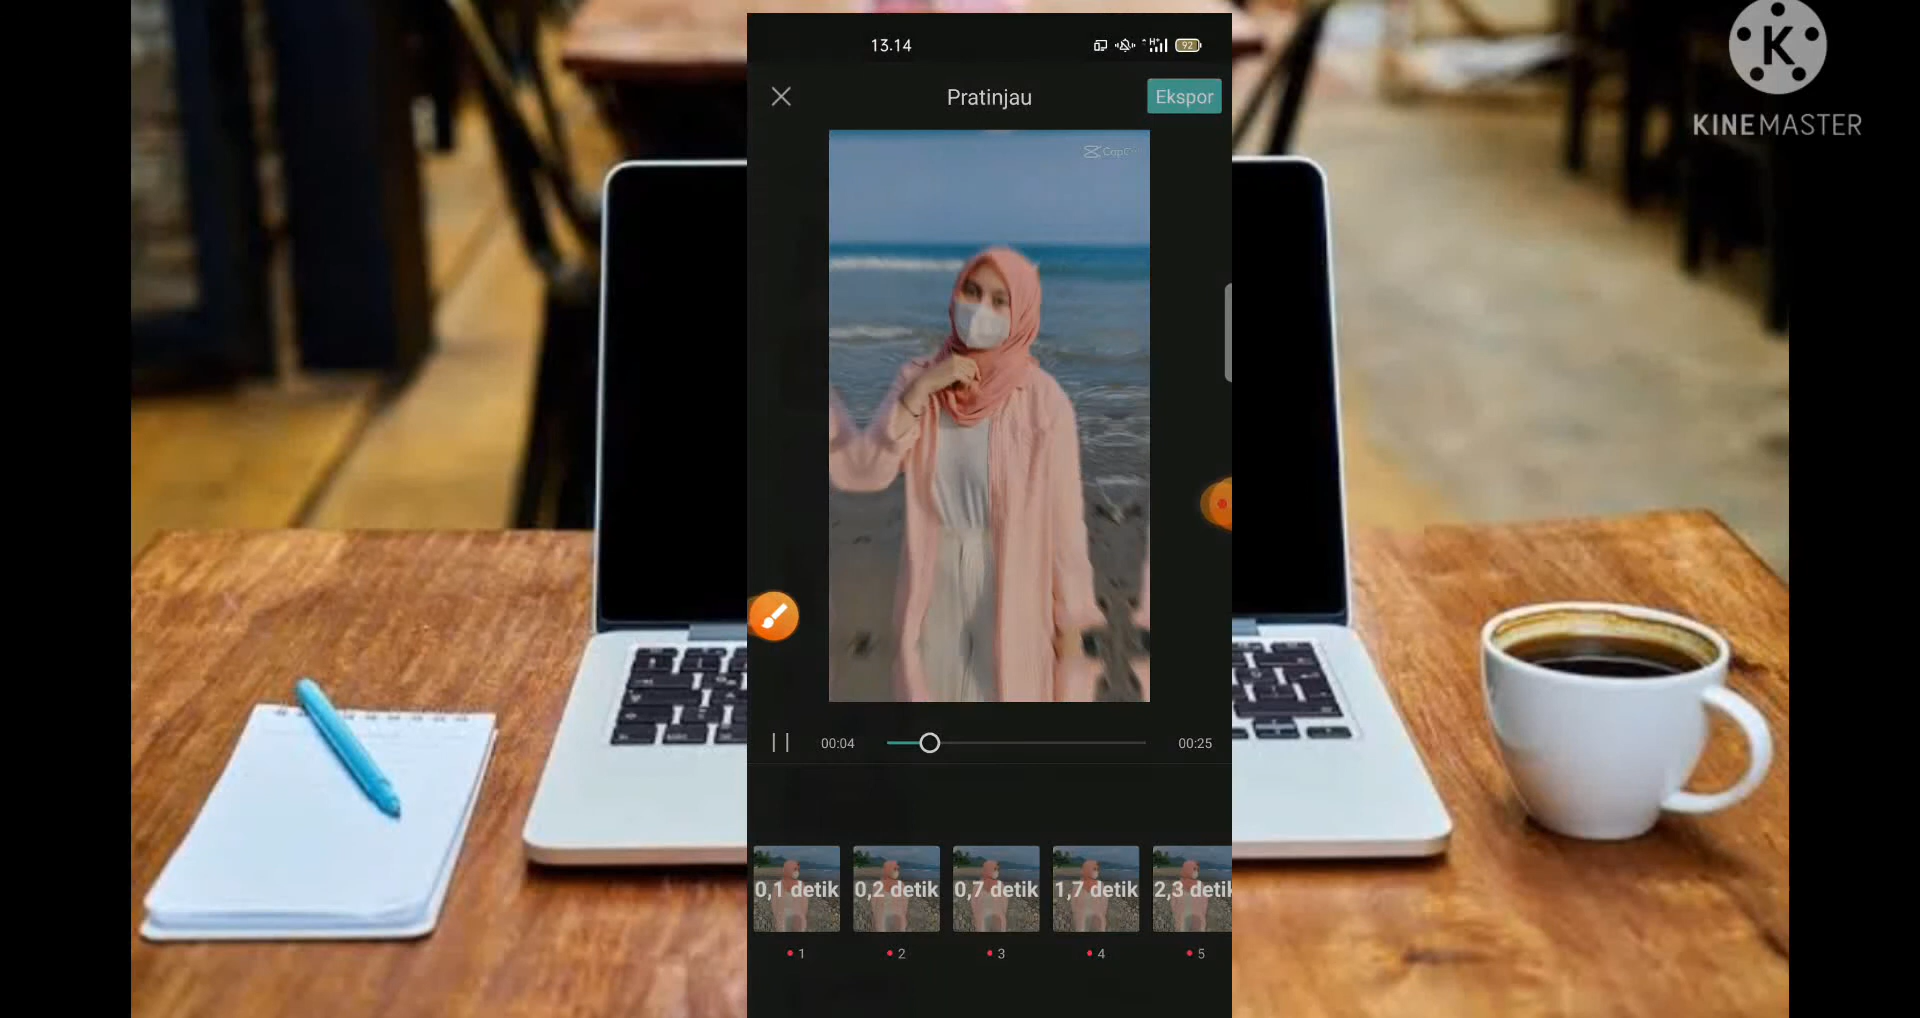 13.14
92
KINEMASTER
Pratinjau
Ekspor
00:04
00:25
0,1 detik
0,2 detik
0,7 detik
1,7 detik
2,3 detik
1
2
3
4
5